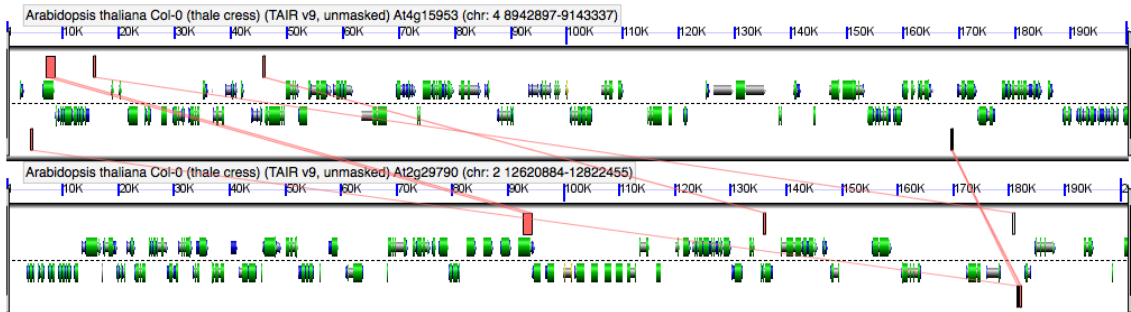 Arabidopsis thaliana Col-0 (thale cress) (TAIR v9, unmasked) At4g15953 (chr: 4 8942897-9143337)
10K 20K 30K 40K 50K 60K 70K 80K 90K 100K 110K 120K 130K 140K 150K 160K 170K 180K 190K
Arabidopsis thaliana Col-0 (thale cress) (TAIR v9, unmasked) At2g29790 (chr: 2 12620884-12822455)
10K 20K 30K 40K 50K 60K 70K 80K 90K 100K 110K 120K 130K 140K 150K 160K 170K 180K 190K 2